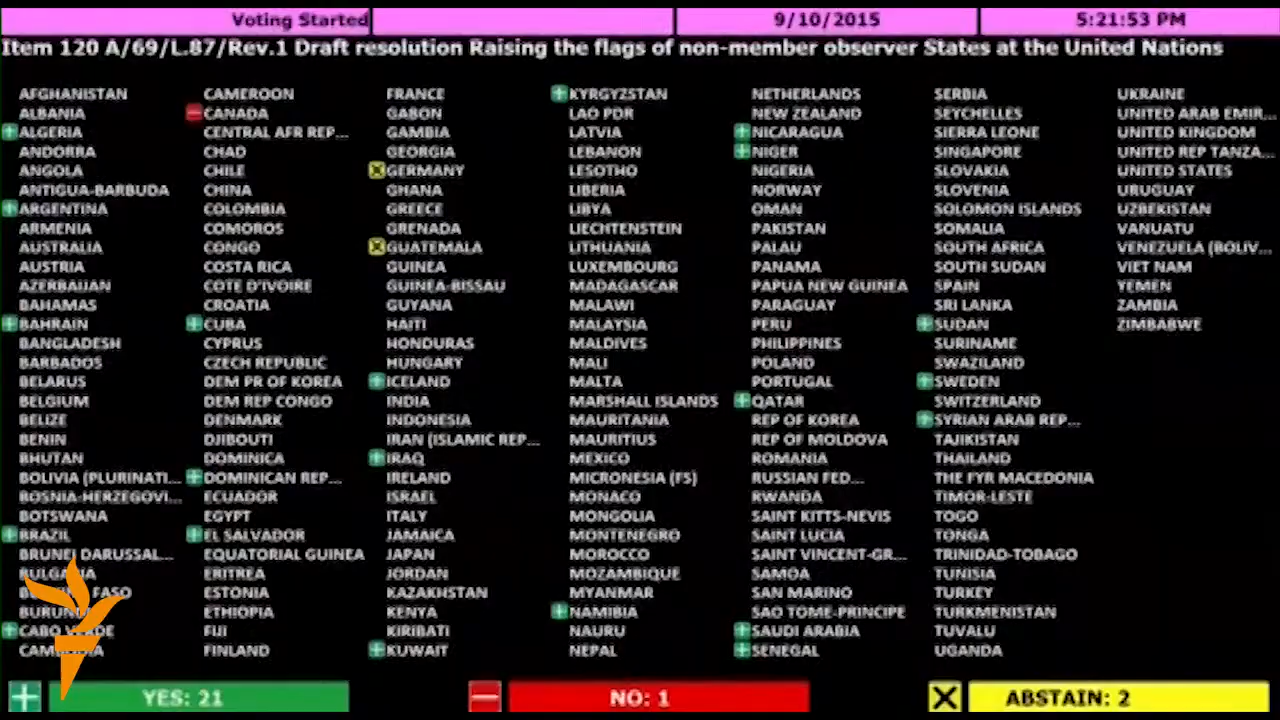 Voting Started 9/10/2015 5:21:53 PM
Item 120 A/69/L.87/Rev.1 Draft resolution Raising the flags of non-member observer States at the United Nations
AFGHANISTAN CAMEROON FRANCE KYRGYZSTAN NETHERLANDS SERBIA UKRAINE
ALBANIA CANADA GABON LAO PDR NEW ZEALAND SEYCHELLES UNITED ARAB EMIR...
ALGERIA CENTRAL AFR REP... GAMBIA LATVIA NICARAGUA SIERRA LEONE UNITED KINGDOM
ANDORRA CHAD GEORGIA LEBANON NIGER SINGAPORE UNITED REP TANZA...
ANGOLA CHILE GERMANY LESOTHO NIGERIA SLOVAKIA UNITED STATES
ANTIGUA-BARBUDA CHINA GHANA LIBERIA NORWAY SLOVENIA URUGUAY
ARGENTINA COLOMBIA GREECE LIBYA OMAN SOLOMON ISLANDS UZBEKISTAN
ARMENIA COMOROS GRENADA LIECHTENSTEIN PAKISTAN SOMALIA VANUATU
AUSTRALIA CONGO GUATEMALA LITHUANIA PALAU SOUTH AFRICA VENEZUELA (BOLIV...
AUSTRIA COSTA RICA GUINEA LUXEMBOURG PANAMA SOUTH SUDAN VIET NAM
AZERBAIJAN COTE D'IVOIRE GUINEA-BISSAU MADAGASCAR PAPUA NEW GUINEA SPAIN YEMEN
BAHAMAS CROATIA GUYANA MALAWI PARAGUAY SRI LANKA ZAMBIA
BAHRAIN CUBA HAITI MALAYSIA PERU SUDAN ZIMBABWE
BANGLADESH CYPRUS HONDURAS MALDIVES PHILIPPINES SURINAME
BARBADOS CZECH REPUBLIC HUNGARY MALI POLAND SWAZILAND
BELARUS DEM PR OF KOREA ICELAND MALTA PORTUGAL SWEDEN
BELGIUM DEM REP CONGO INDIA MARSHALL ISLANDS QATAR SWITZERLAND
BELIZE DENMARK INDONESIA MAURITANIA REP OF KOREA SYRIAN ARAB REP...
BENIN DJIBOUTI IRAN (ISLAMIC REP... MAURITIUS REP OF MOLDOVA TAJIKISTAN
BHUTAN DOMINICA IRAQ MEXICO ROMANIA THAILAND
BOLIVIA (PLURINATI... DOMINICAN REP... IRELAND MICRONESIA (FS) RUSSIAN FED... THE FYR MACEDONIA
BOSNIA-HERZEGOVI... ECUADOR ISRAEL MONACO RWANDA TIMOR-LESTE
BOTSWANA EGYPT ITALY MONGOLIA SAINT KITTS-NEVIS TOGO
BRAZIL EL SALVADOR JAMAICA MONTENEGRO SAINT LUCIA TONGA
BRUNEI DARUSSAL... EQUATORIAL GUINEA JAPAN MOROCCO SAINT VINCENT-GR... TRINIDAD-TOBAGO
BULGARIA ERITREA JORDAN MOZAMBIQUE SAMOA TUNISIA
FASO ESTONIA KAZAKHSTAN MYANMAR SAN MARINO TURKEY
BURUNDI ETHIOPIA KENYA NAMIBIA SAO TOME-PRINCIPE TURKMENISTAN
CABO VERDE FIJI KIRIBATI NAURU SAUDI ARABIA TUVALU
CAMBODIA FINLAND KUWAIT NEPAL SENEGAL UGANDA
YES: 21 NO: 1 ABSTAIN: 2